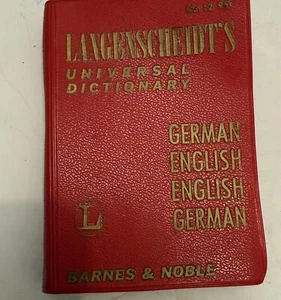 LANGENSCHEIDT'S
UNIVERSAL
DICTIONARY
GERMAN
ENGLISH
ENGLISH
GERMAN
L
BARNES & NOBLE